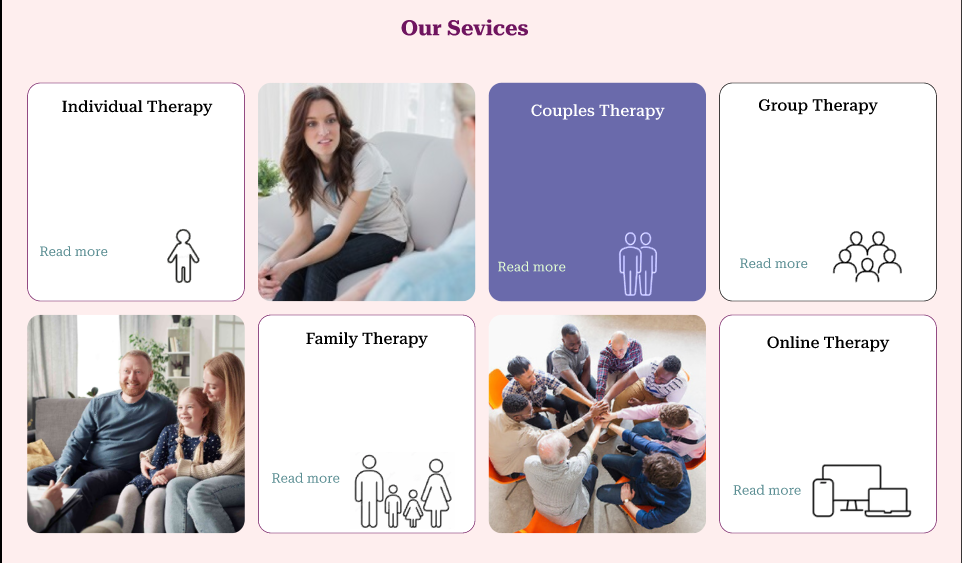 Our Sevices
Individual Therapy
Read more
Couples Therapy
Read more
Group Therapy
Read more
Family Therapy
Read more
Online Therapy
Read more